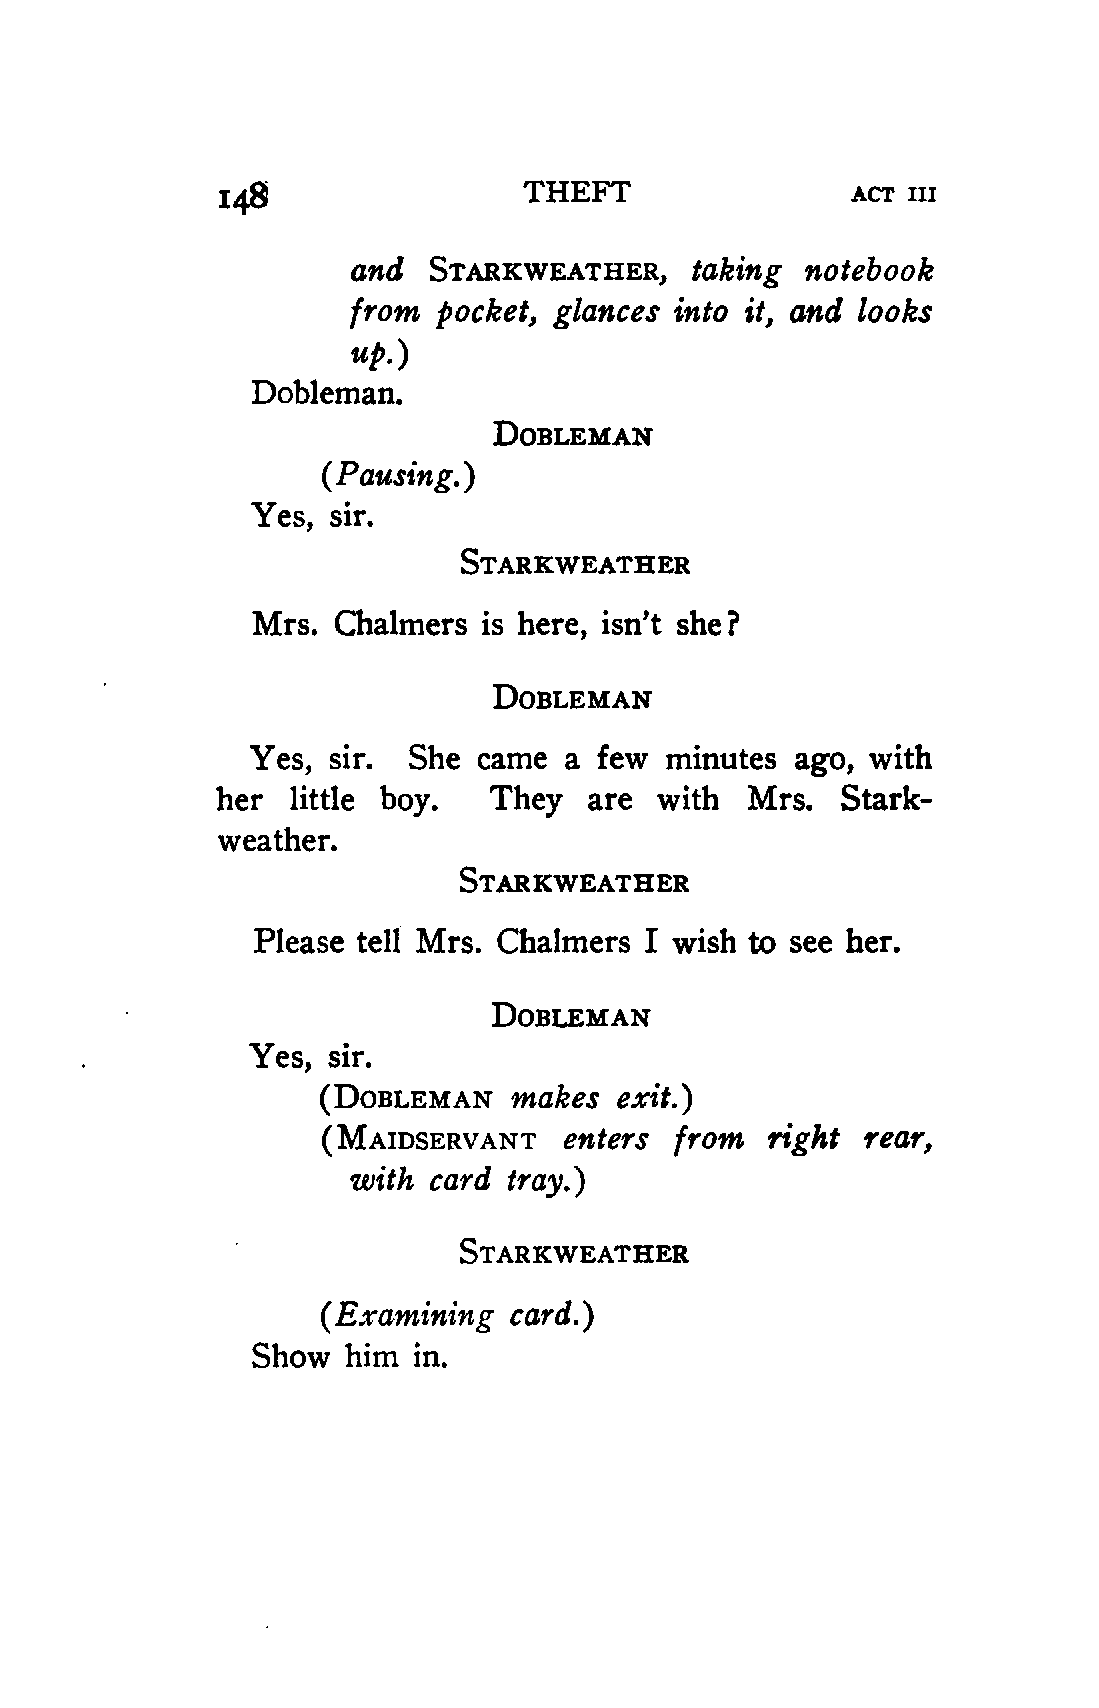 148 THEFT ACT III
and STARKWEATHER, taking notebook
from pocket, glances into it, and looks
up.)
Dobleman.
DOBLEMAN
(Pausing.)
Yes, sir.
STARKWEATHER
Mrs. Chalmers is here, isn't she?
DOBLEMAN
Yes, sir. She came a few minutes ago, with
her little boy. They are with Mrs. Stark-
weather.
STARKWEATHER
Please tell Mrs. Chalmers I wish to see her.
DOBLEMAN
Yes, sir.
(DOBLEMAN makes exit.)
(MAIDSERVANT enters from right rear,
with card tray.)
STARKWEATHER
(Examining card.)
Show him in.